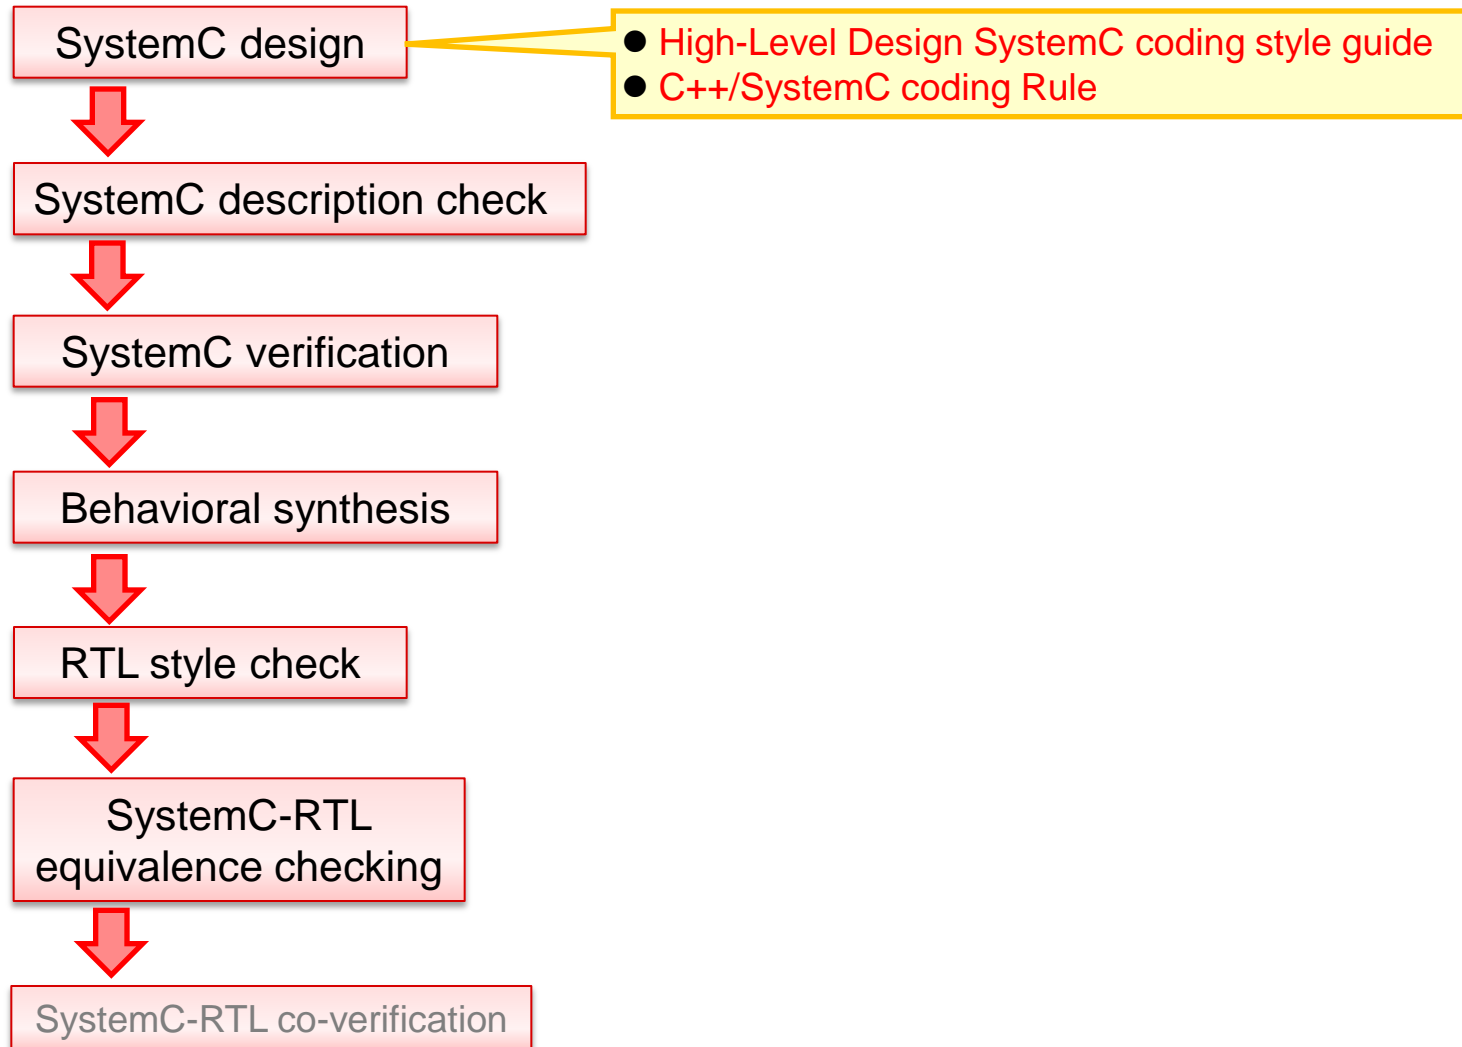 SystemC design
● High-Level Design SystemC coding style guide
● C++/SystemC coding Rule
SystemC description check
SystemC verification
Behavioral synthesis
RTL style check
SystemC-RTL
equivalence checking
SystemC-RTL co-verification